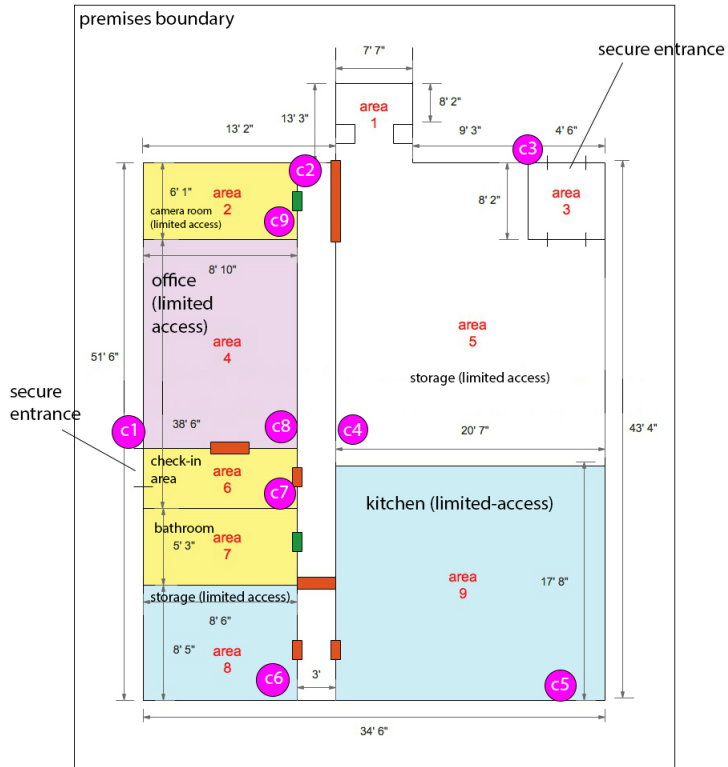 premises boundary
secure entrance
7' 7"
8' 2"
13' 3"
area
1
13' 2"
9' 3"
4' 6"
c2
c3
6' 1"
area
2
camera room
(limited access)
c9
8' 2"
area
3
8' 10"
office
(limited
access)
area
4
area
5
storage (limited access)
51' 6"
43' 4"
secure
entrance
c1
38' 6"
c8
c4
20' 7"
check-in
area
area
6
c7
kitchen (limited-access)
bathroom
5' 3"
area
7
area
9
17' 8"
storage (limited access)
8' 6"
8' 5"
area
8
c6
3'
c5
34' 6"